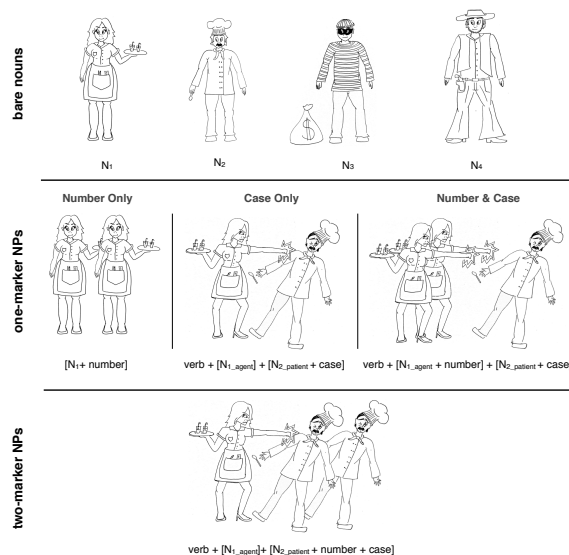 bare nouns
N1
N2
N3
N4
one-marker NPs
Number Only
Case Only
Number & Case
[N1+ number]
verb + [N1_agent] + [N2_patient + case]
verb + [N1_agent + number] + [N2_patient + case]
two-marker NPs
verb + [N1_agent]+ [N2_patient + number + case]
$